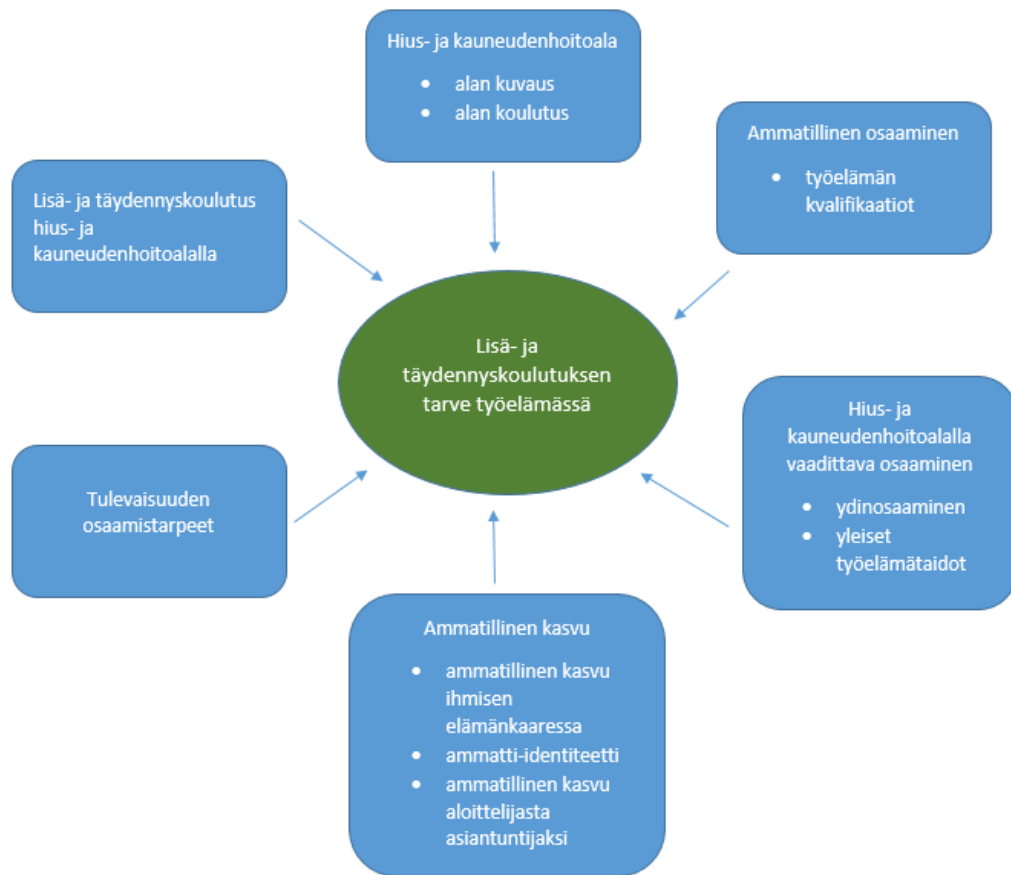 Hius- ja kauneudenhoitoala
• alan kuvaus
• alan koulutus
Ammatillinen osaaminen
• työelämän
kvalifikaatiot
Lisä- ja täydennyskoulutus
hius- ja
kauneudenhoitoalalla
Lisä- ja
täydennyskoulutuksen
tarve työelämässä
Hius- ja
kauneudenhoitoalalla
vaadittava osaaminen
• ydinosaaminen
• yleiset
työelämätaidot
Tulevaisuuden
osaamistarpeet
Ammatillinen kasvu
• ammatillinen kasvu
ihmisen
elämänkaaressa
• ammatti-identiteetti
• ammatillinen kasvu
aloittelijasta
asiantuntijaksi